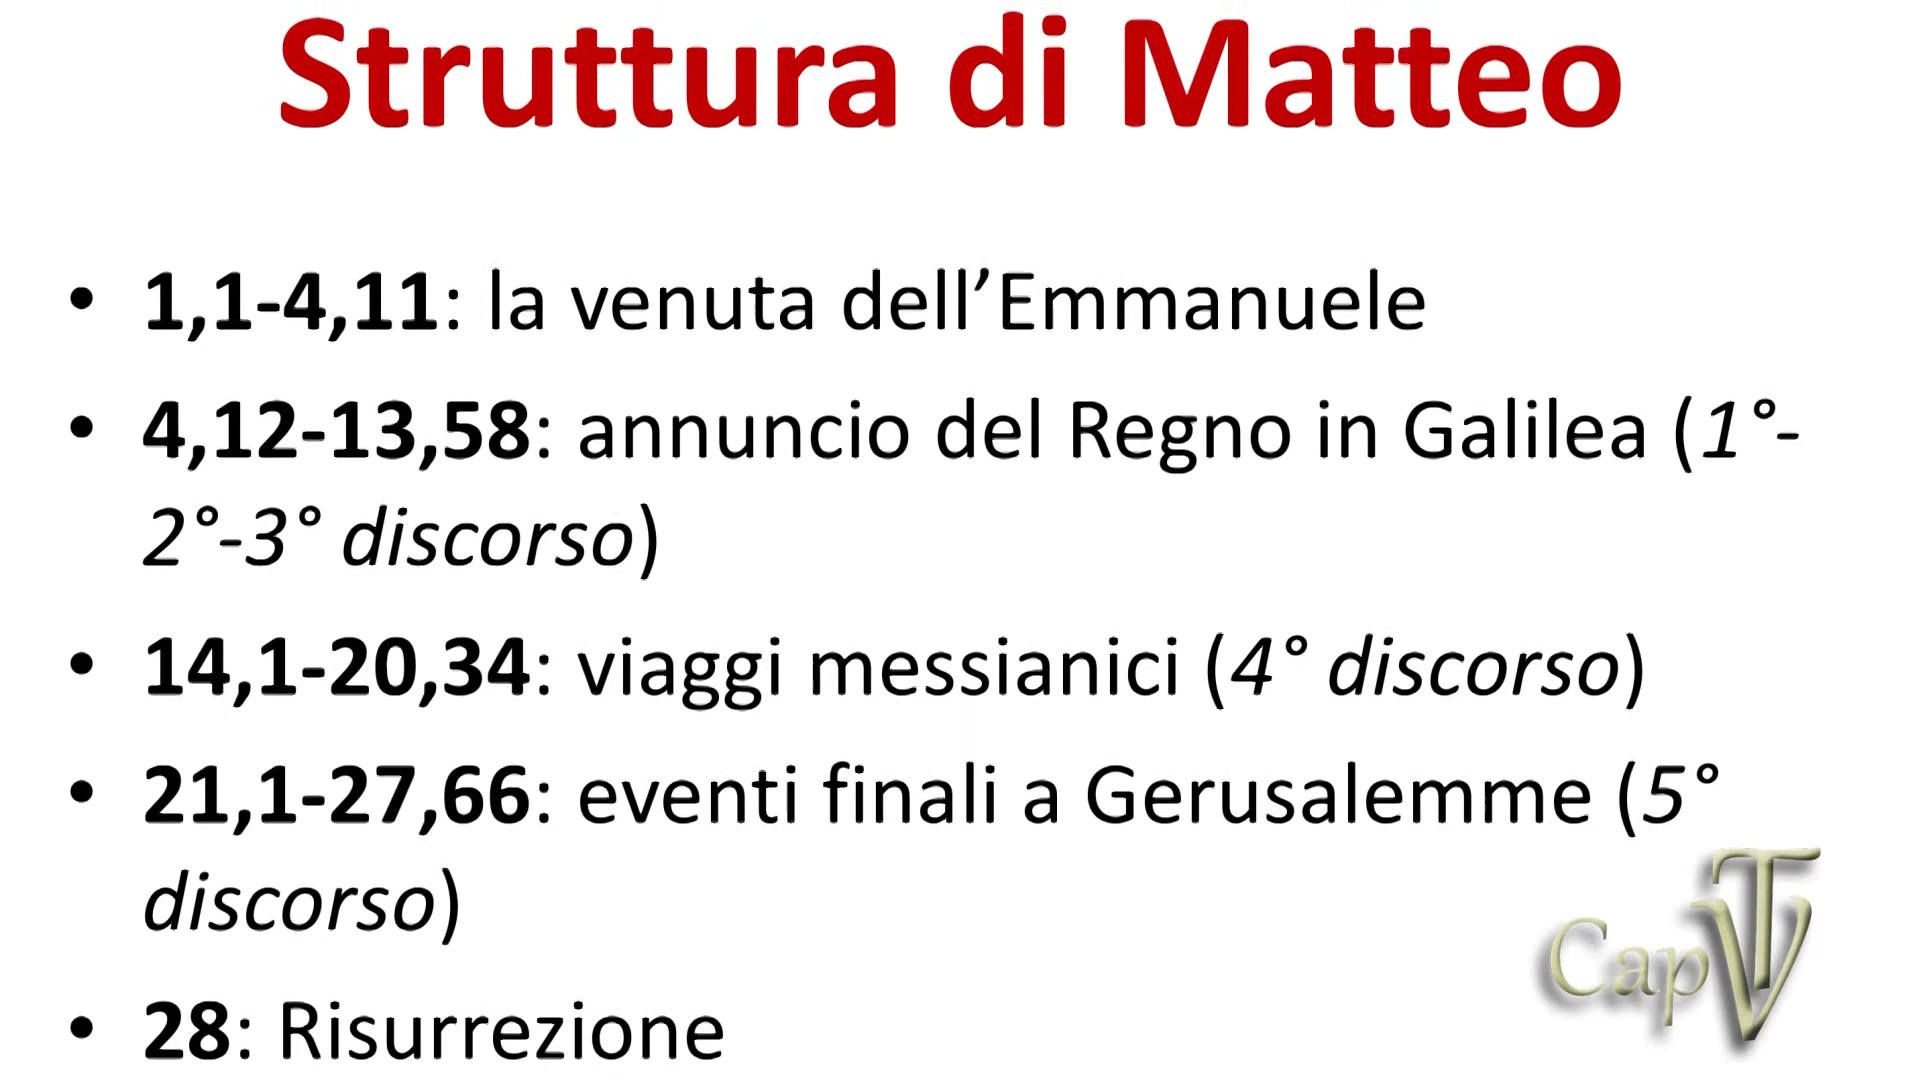 Struttura di Matteo
• 1,1-4,11: la venuta dell’Emmanuele
• 4,12-13,58: annuncio del Regno in Galilea (1°-
2°-3° discorso)
• 14,1-20,34: viaggi messianici (4° discorso)
• 21,1-27,66: eventi finali a Gerusalemme (5°
discorso)
• 28: Risurrezione
Cap TV